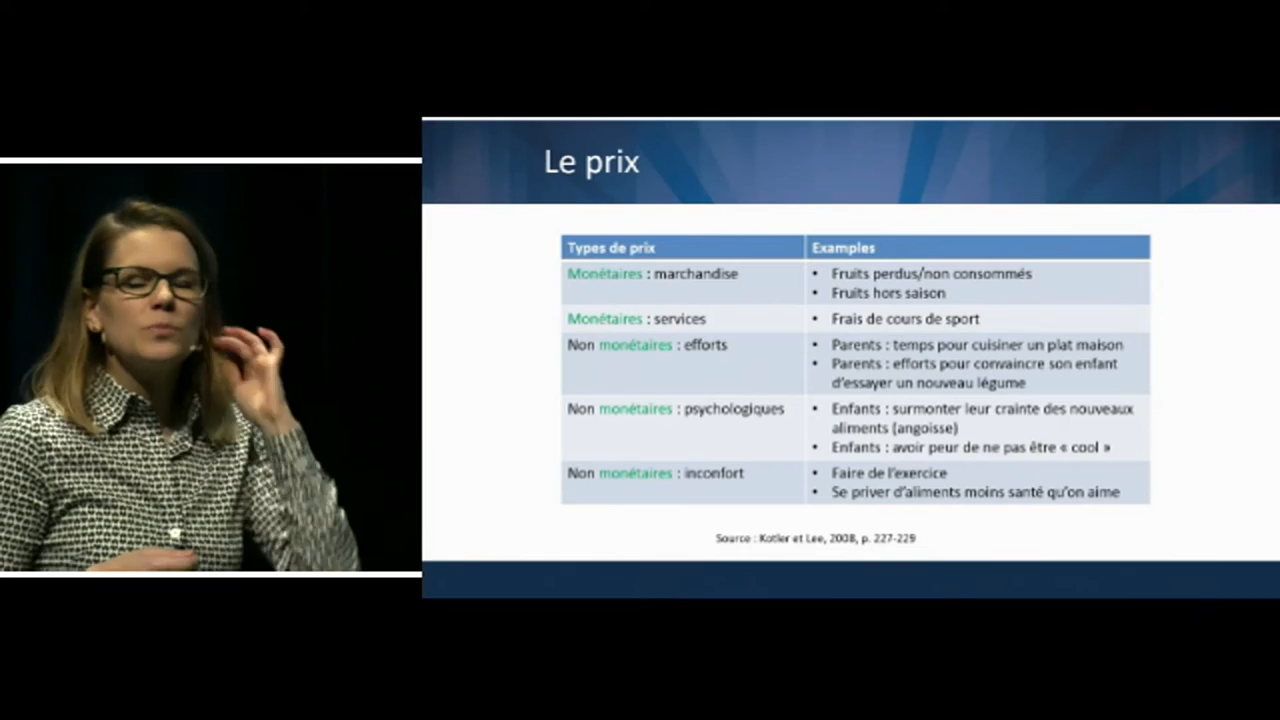 Le prix
Types de prix
Examples
Monétaires : marchandise
• Fruits perdus/non consommés
• Fruits hors saison
Monétaires : services
• Frais de cours de sport
Non monétaires : efforts
• Parents : temps pour cuisiner un plat maison
• Parents : efforts pour convaincre son enfant
d'essayer un nouveau légume
Non monétaires : psychologiques
• Enfants : surmonter leur crainte des nouveaux
aliments (angoisse)
• Enfants : avoir peur de ne pas être « cool »
Non monétaires : inconfort
• Faire de l'exercice
• Se priver d'aliments moins santé qu'on aime
Source : Kotler et Lee, 2008, p. 227-229